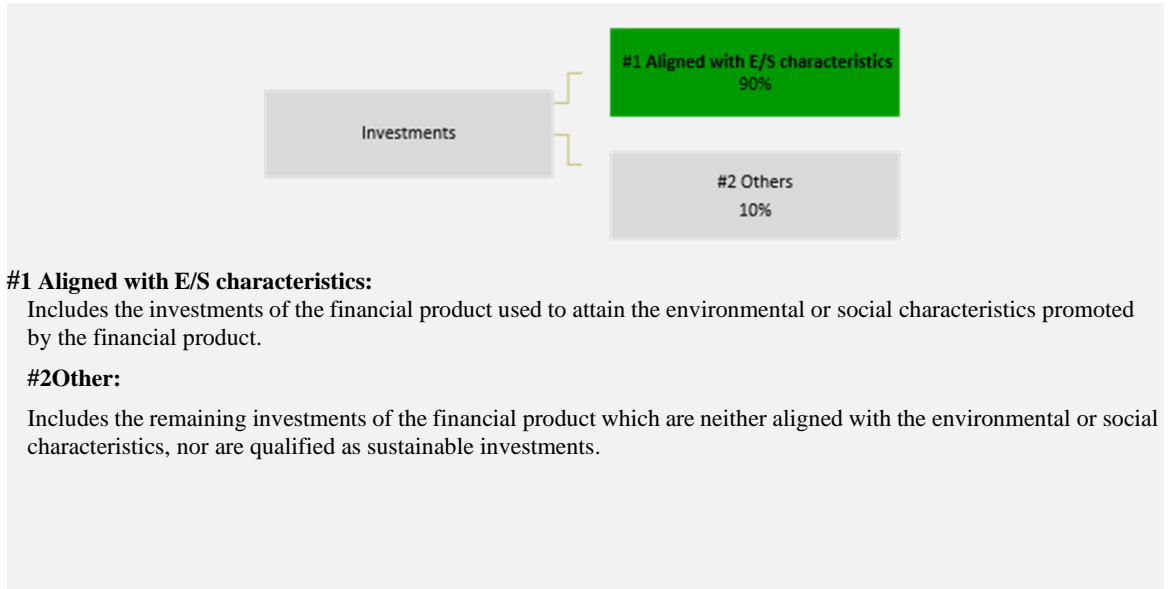 #1 Aligned with E/S characteristics
90%
Investments
#2 Others
10%
#1 Aligned with E/S characteristics:
Includes the investments of the financial product used to attain the environmental or social characteristics promoted
by the financial product.
#2Other:
Includes the remaining investments of the financial product which are neither aligned with the environmental or social
characteristics, nor are qualified as sustainable investments.